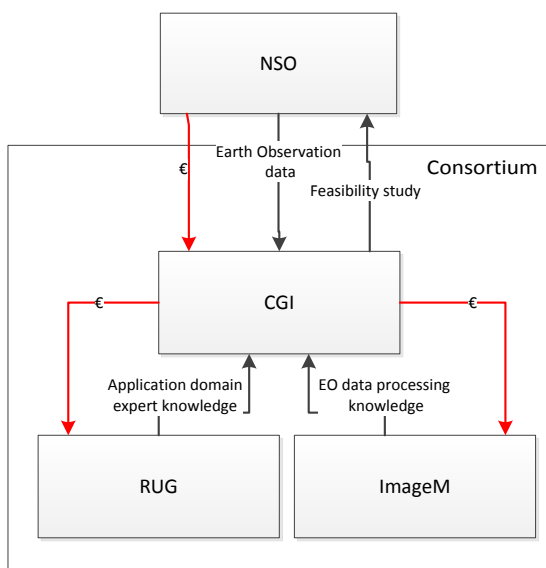 NSO
Earth Observation
data
€
Consortium
Feasibility study
CGI
€
€
Application domain
expert knowledge
EO data processing
knowledge
RUG
ImageM